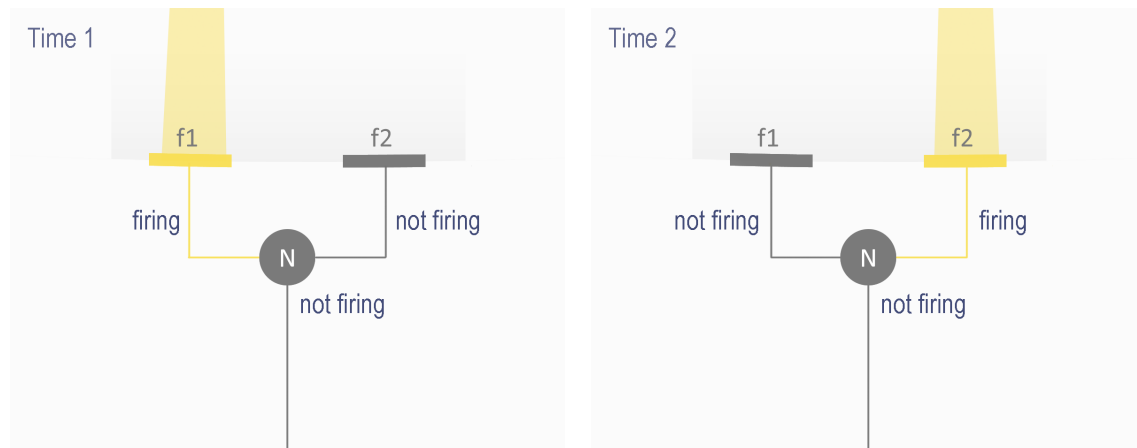 Time 1
f1
f2
firing
not firing
N
not firing
Time 2
f1
f2
not firing
firing
N
not firing